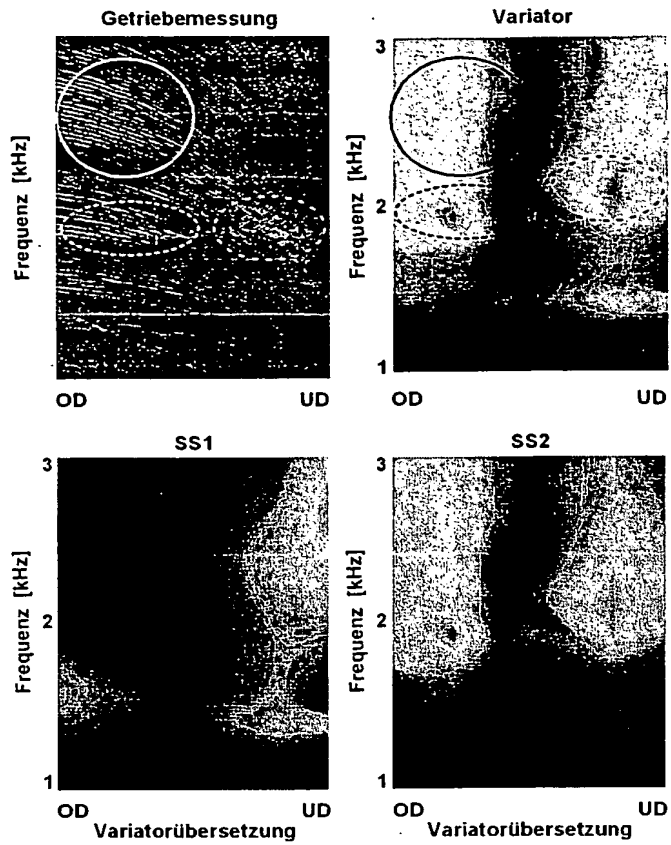 Getriebemessung
Variator
Frequenz [kHz]
OD
UD
3
Frequenz [kHz]
2
1
OD
UD
SS1
3
Frequenz [kHz]
2
1
OD
UD
Variatorübersetzung
SS2
3
Frequenz [kHz]
2
1
OD
UD
Variatorübersetzung